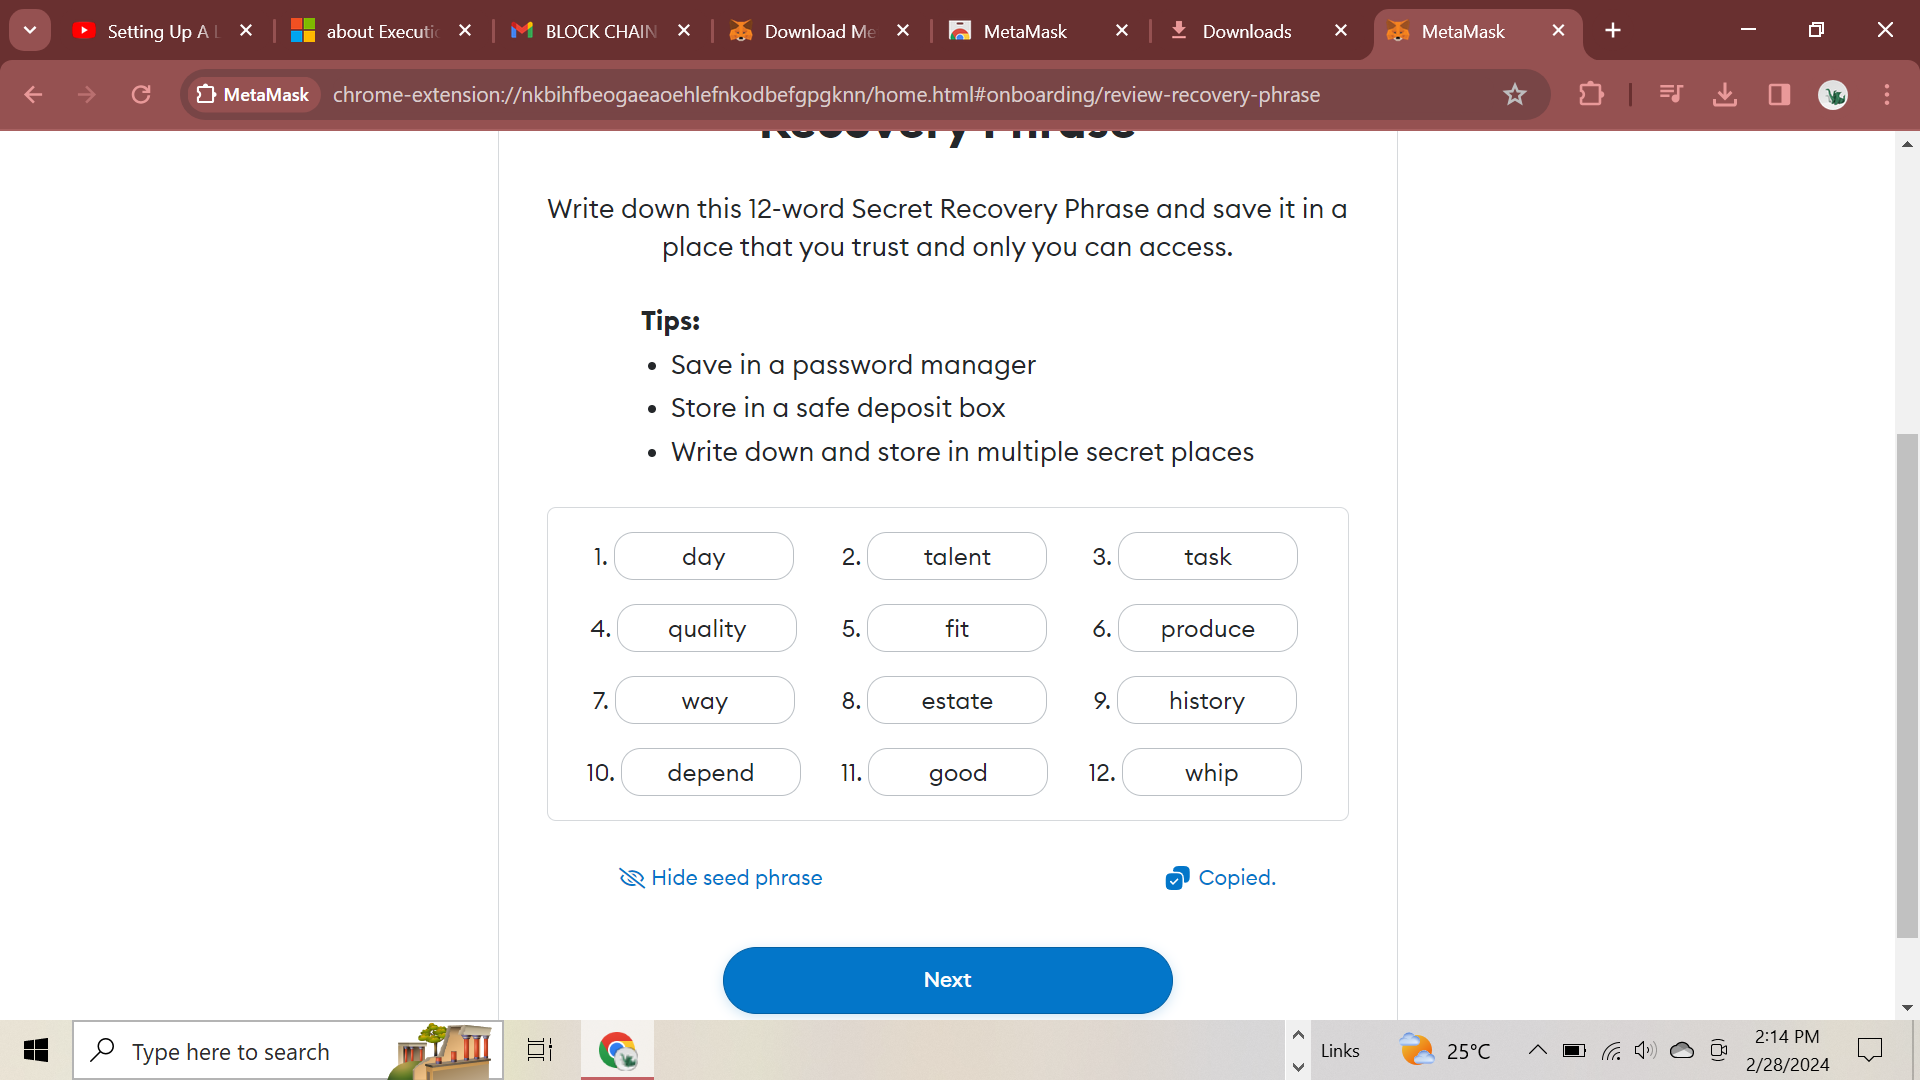 Setting Up A L
about Executi
BLOCK CHAIN
Download Me
MetaMask
Downloads
MetaMask
MetaMask
chrome-extension://nkbihfbeogaeaoehlefnkodbefgpgknn/home.html#onboarding/review-recovery-phrase
Recovery Phrase
Write down this 12-word Secret Recovery Phrase and save it in a
place that you trust and only you can access.
Tips:
• Save in a password manager
• Store in a safe deposit box
• Write down and store in multiple secret places
1. day 2. talent 3. task
4. quality 5. fit 6. produce
7. way 8. estate 9. history
10. depend 11. good 12. whip
Hide seed phrase Copied.
Next
Type here to search
Links
25°C
2:14 PM
2/28/2024